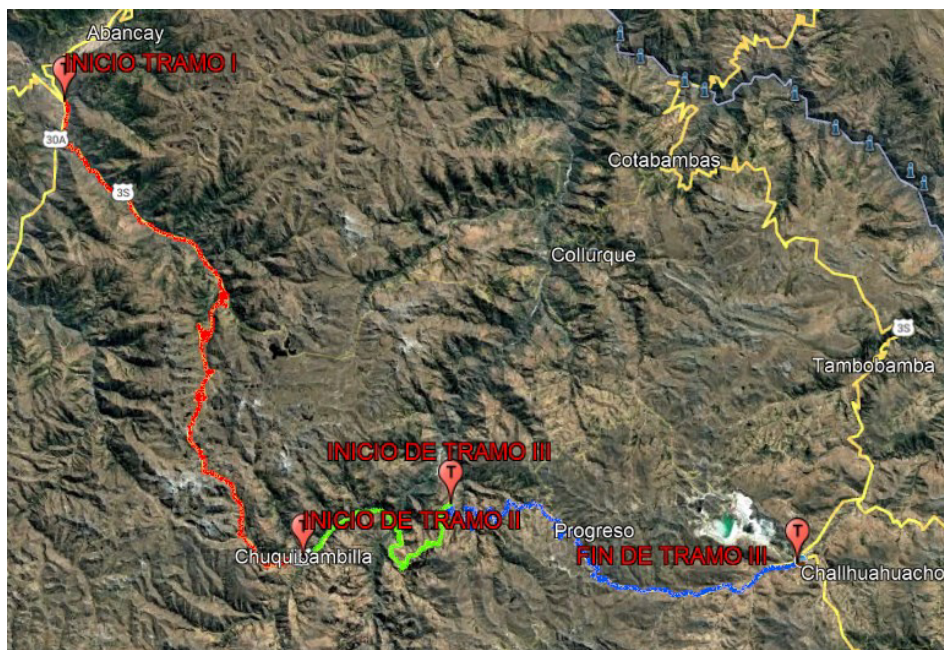 Abancay
INICIO TRAMO I
30A
3S
Cotabambas
Collurque
3S
Tambobamba
INICIO DE TRAMO III
T
INICIO DE TRAMO II
Progreso
T
FIN DE TRAMO III
Chuquibambilla
Challhuahuacho